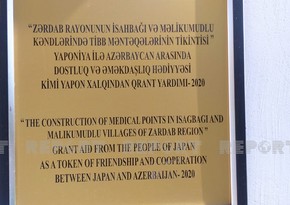 " ZƏRDAB RAYONUNUN İSAHBAĞI VƏ MƏLİKUMUDLU
KƏNDLƏRİNDƏ TİBB MƏNTƏQƏLƏRİNİN TİKİNTİSİ "
YAPONİYA İLƏ AZƏRBAYCAN ARASINDA
DOSTLUQ VƏ ƏMƏKDAŞLIQ HƏDİYYƏSİ
KİMİ YAPON XALQINDAN QRANT YARDIMI- 2020
"THE CONSTRUCTION OF MEDICAL POINTS IN ISAGBAGI AND
MALIKUMUDLU VILLAGES OF ZARDAB REGION "
GRANT AID FROM THE PEOPLE OF JAPAN
AS A TOKEN OF FRIENDSHIP AND COOPERATION
BETWEEN JAPAN AND AZERBAIJAN- 2020